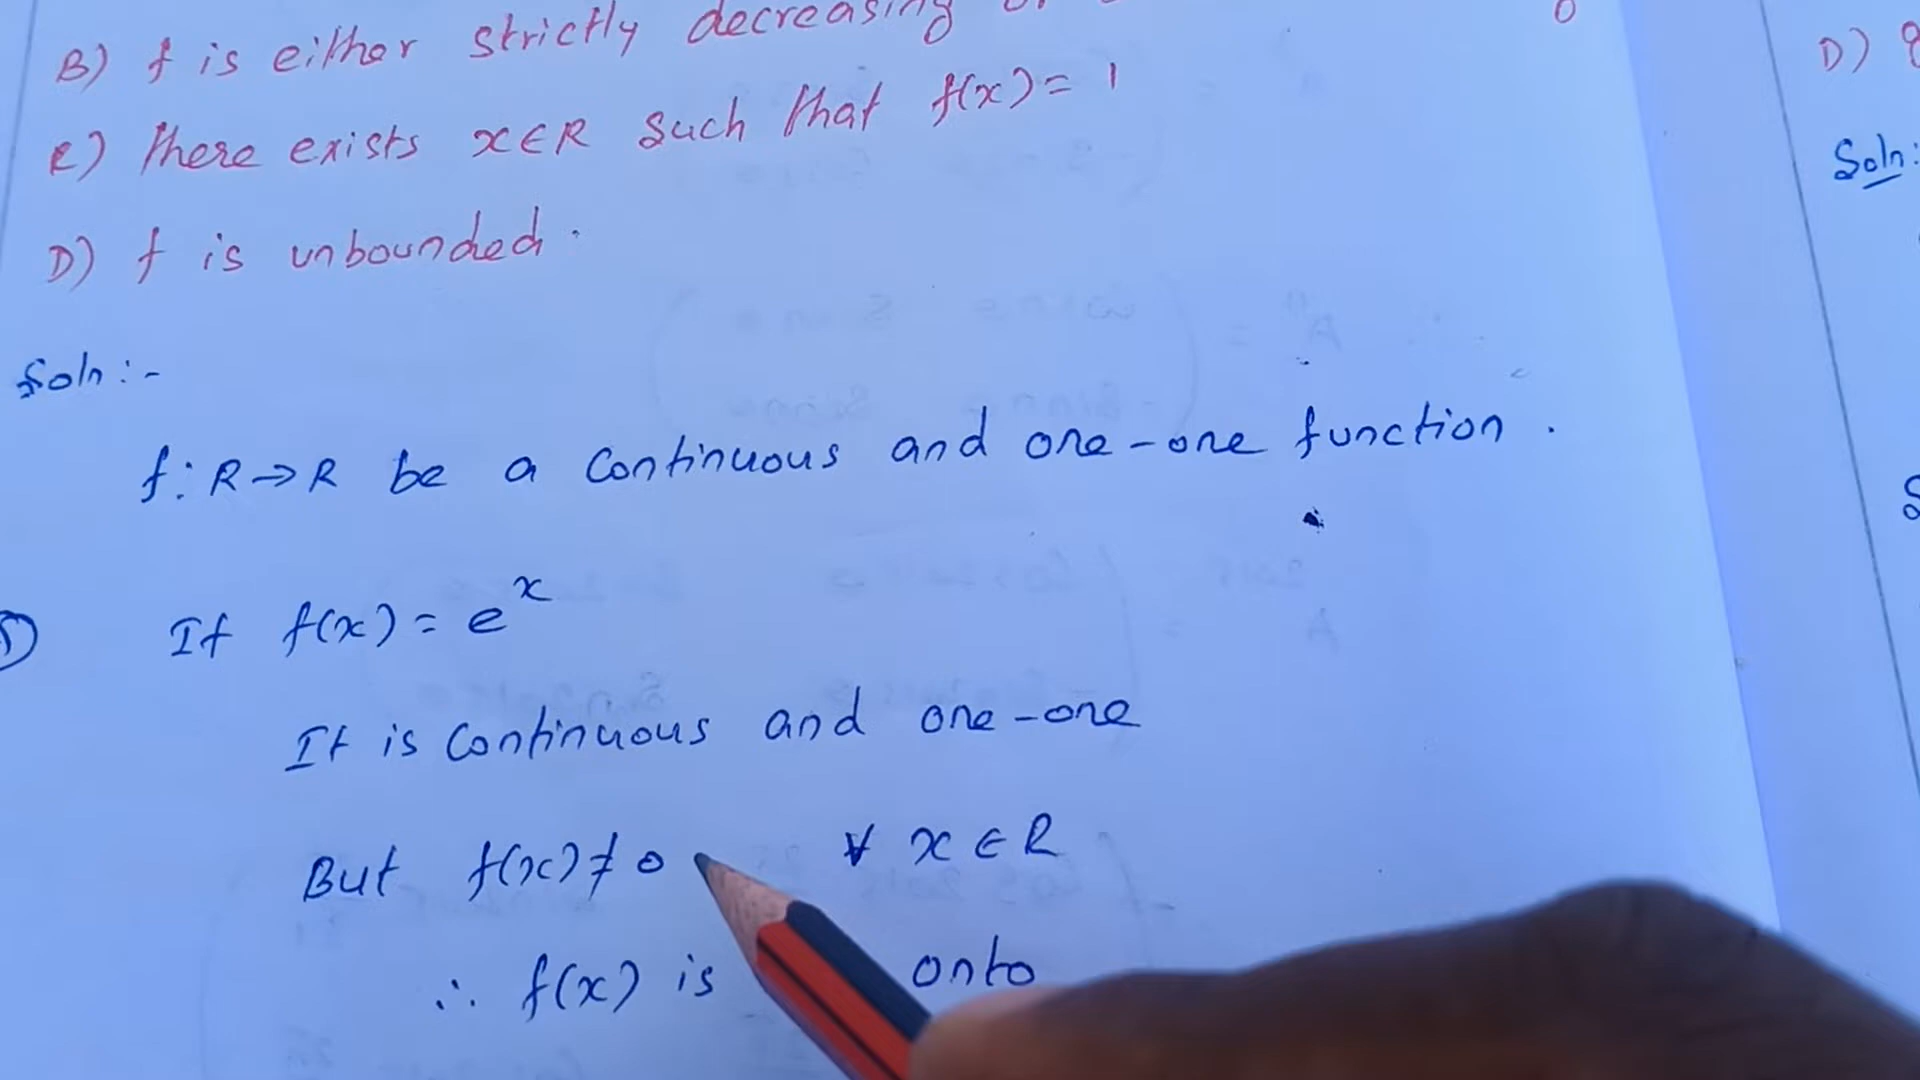 B) f is either strictly decreasing
C) there exists x∈R such that f(x) = 1
D) f is unbounded.
Soln :-
f: R→R be a continuous and one-one function.
If f(x) = e^x
It is continuous and one-one
But f(x) ≠ 0 ∀ x ∈ R
∴ f(x) is onto
D)
Soln: